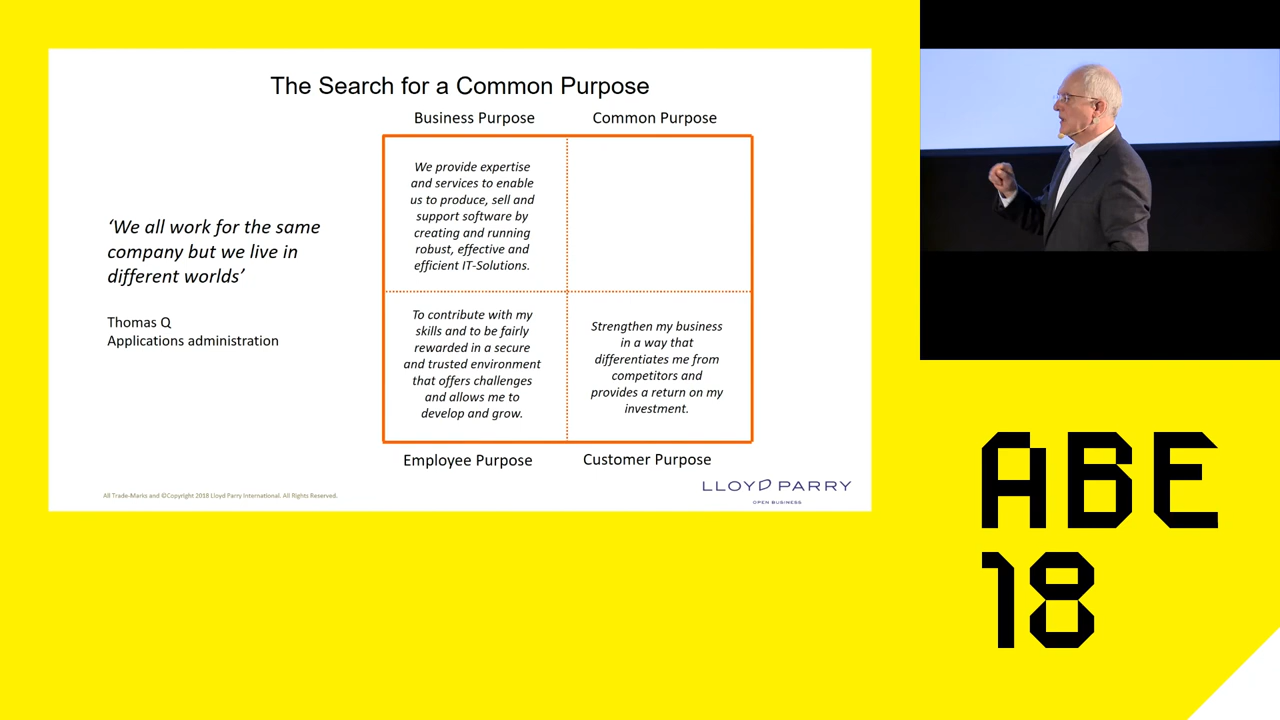 The Search for a Common Purpose
Business Purpose
Common Purpose
‘We all work for the same
company but we live in
different worlds’
Thomas Q
Applications administration
We provide expertise
and services to enable
us to produce, sell and
support software by
creating and running
robust, effective and
efficient IT-Solutions.
To contribute with my
skills and to be fairly
rewarded in a secure
and trusted environment
that offers challenges
and allows me to
develop and grow.
Strengthen my business
in a way that
differentiates me from
competitors and
provides a return on my
investment.
Employee Purpose
Customer Purpose
All Trade-Marks and ©Copyright 2018 Lloyd Parry International. All Rights Reserved.
LLOYD PARRY
OPEN BUSINESS
ABE
18